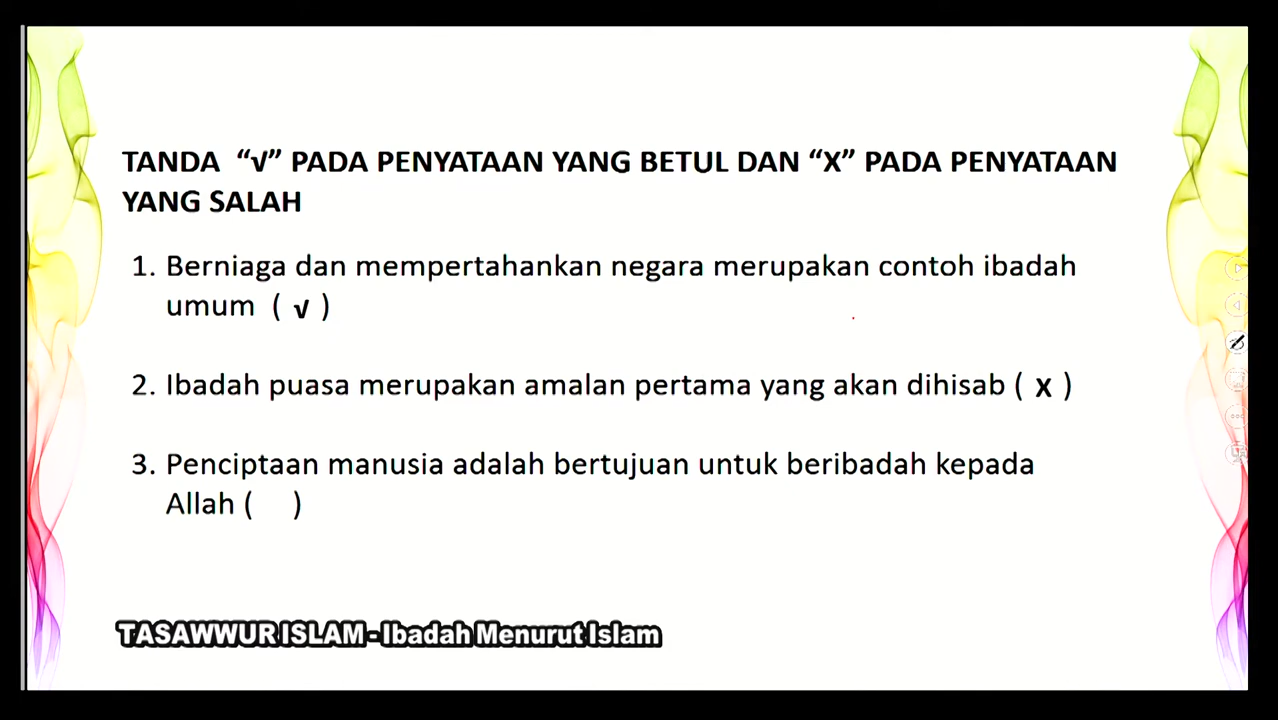 TANDA “√” PADA PENYATAAN YANG BETUL DAN “X” PADA PENYATAAN
YANG SALAH
1. Berniaga dan mempertahankan negara merupakan contoh ibadah
umum ( √ )
2. Ibadah puasa merupakan amalan pertama yang akan dihisab ( X )
3. Penciptaan manusia adalah bertujuan untuk beribadah kepada
Allah ( )
TASAWWUR ISLAM - Ibadah Menurut Islam